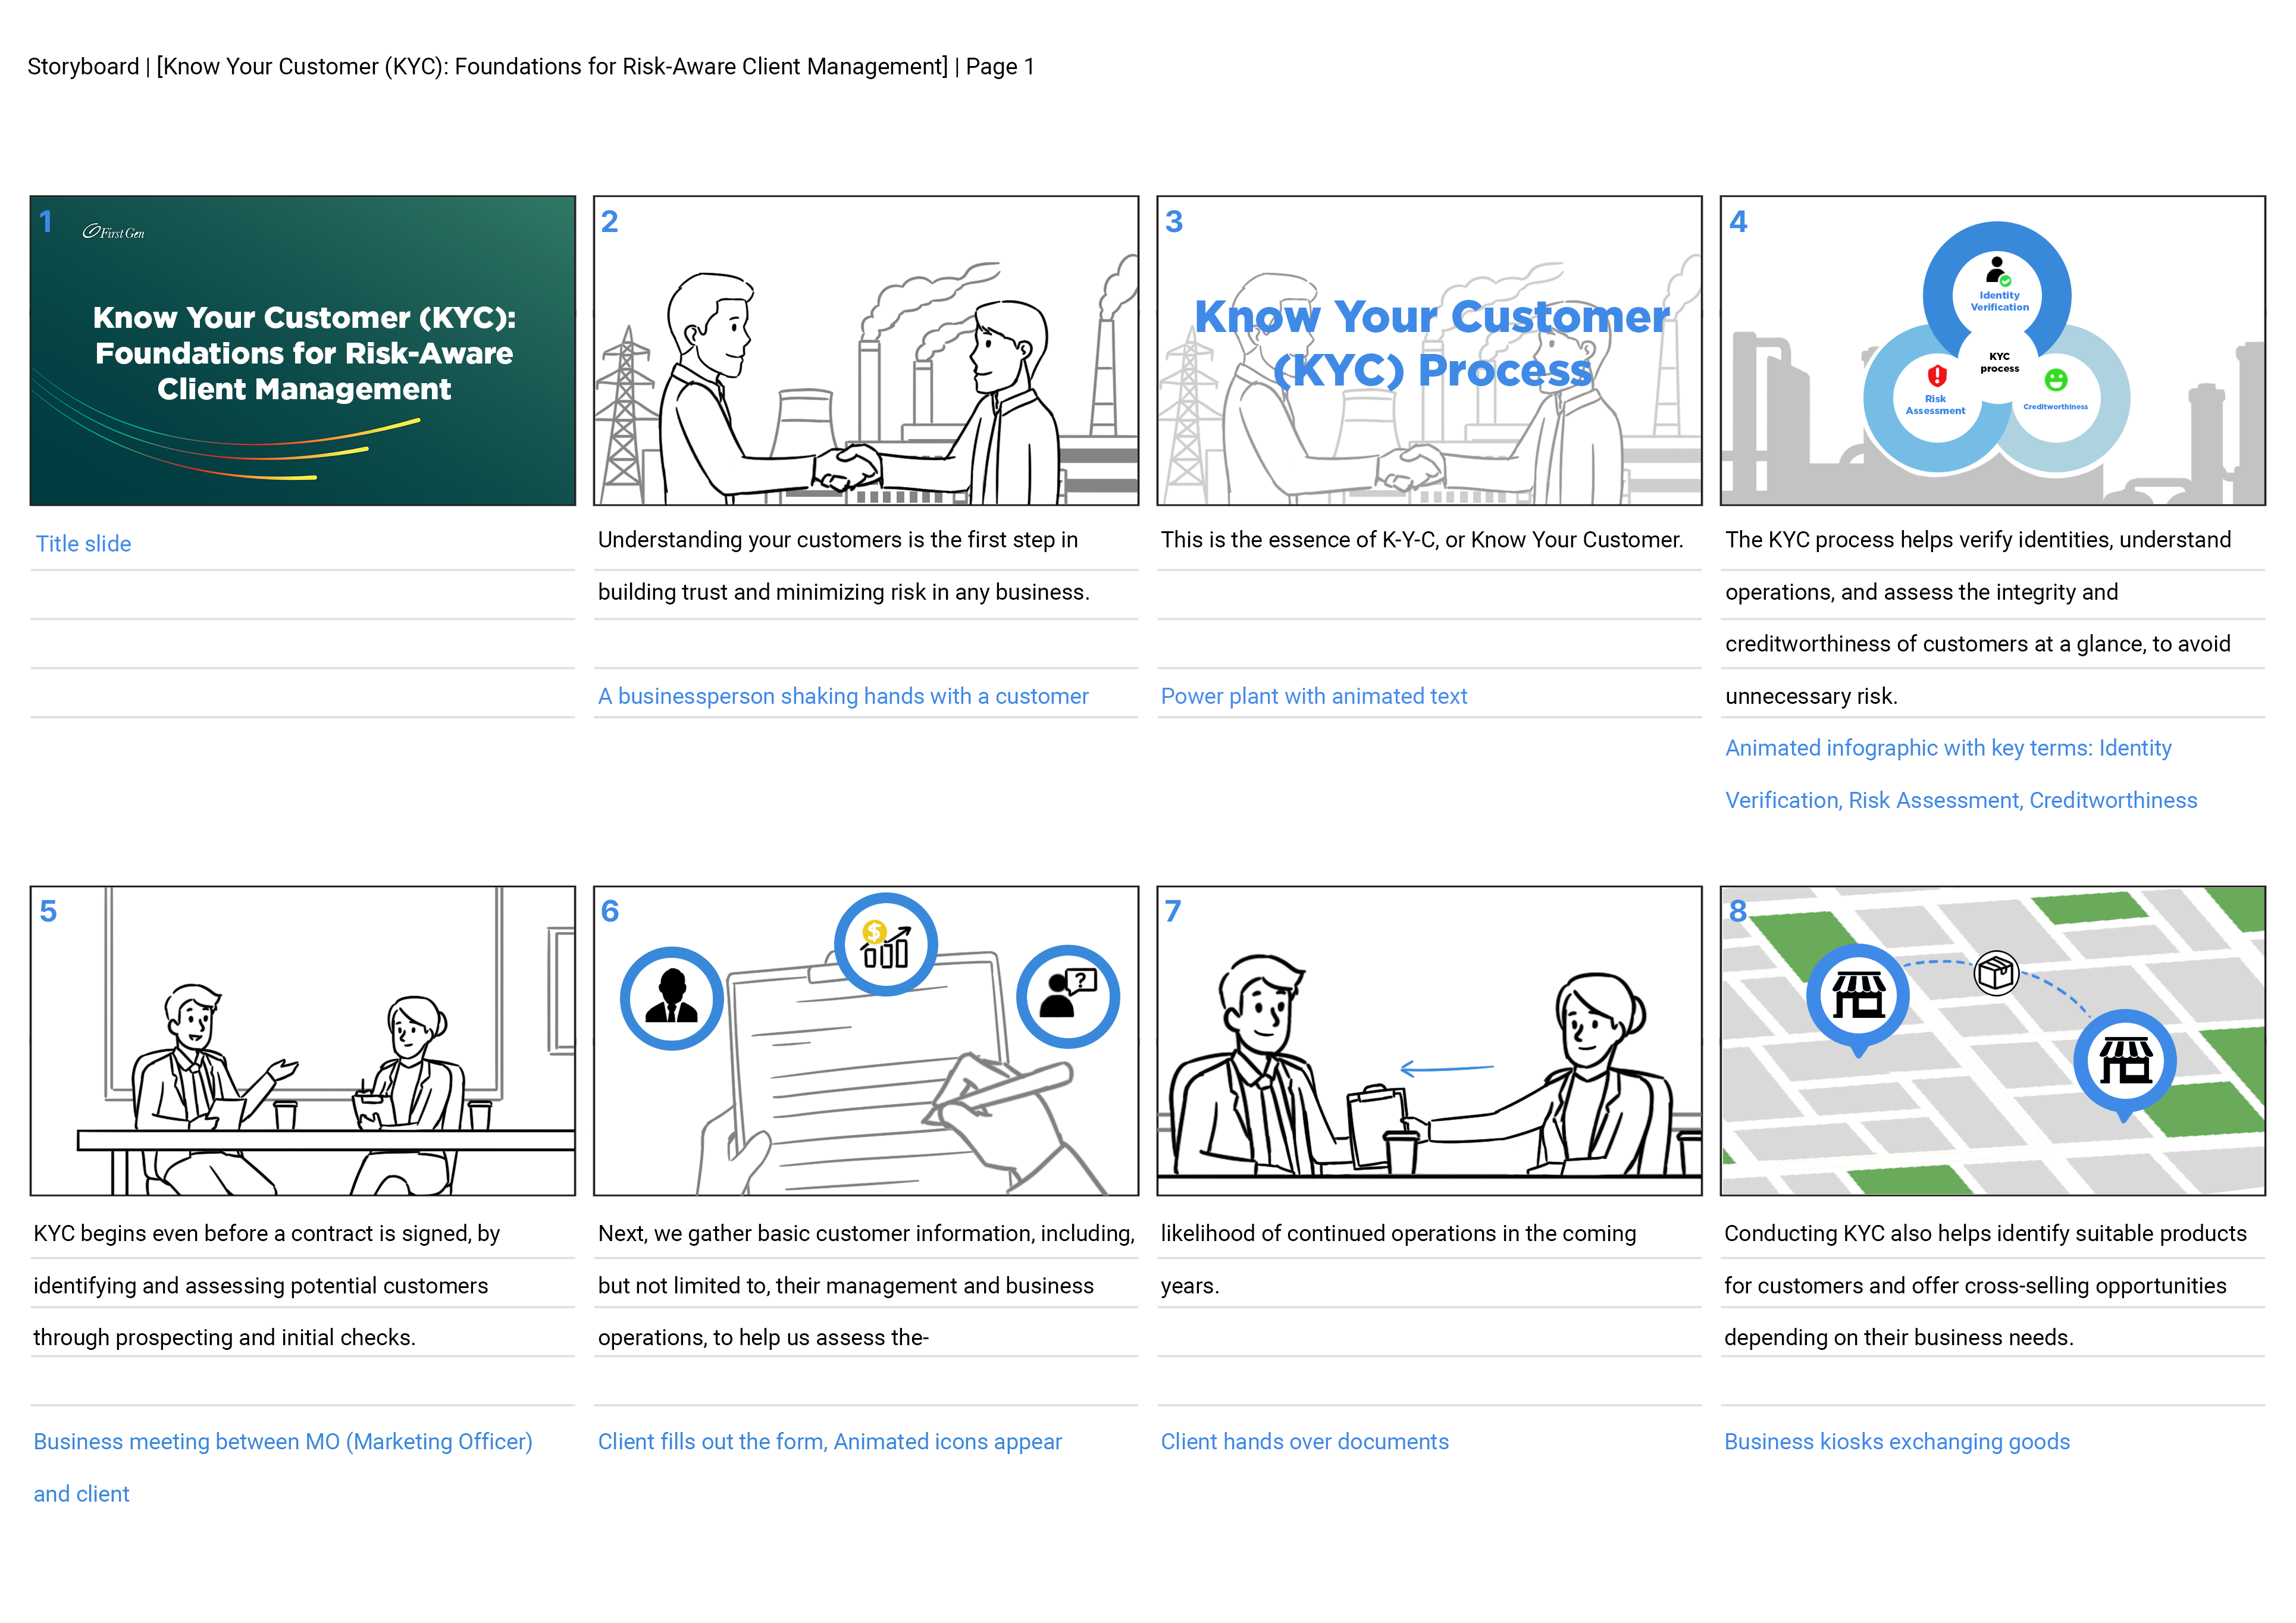 Storyboard | [Know Your Customer (KYC): Foundations for Risk-Aware Client Management] | Page 1
1
First Gen
Know Your Customer (KYC):
Foundations for Risk-Aware
Client Management
Title slide
2
Understanding your customers is the first step in
building trust and minimizing risk in any business.
A businessperson shaking hands with a customer
3
Know Your Customer
(KYC) Process
This is the essence of K-Y-C, or Know Your Customer.
Power plant with animated text
4
Identity
Verification
KYC
process
Risk
Assessment
Creditworthiness
The KYC process helps verify identities, understand
operations, and assess the integrity and
creditworthiness of customers at a glance, to avoid
unnecessary risk.
Animated infographic with key terms: Identity
Verification, Risk Assessment, Creditworthiness
5
KYC begins even before a contract is signed, by
identifying and assessing potential customers
through prospecting and initial checks.
Business meeting between MO (Marketing Officer)
and client
6
$
?
Next, we gather basic customer information, including,
but not limited to, their management and business
operations, to help us assess the-
Client fills out the form, Animated icons appear
7
likelihood of continued operations in the coming
years.
Client hands over documents
8
Conducting KYC also helps identify suitable products
for customers and offer cross-selling opportunities
depending on their business needs.
Business kiosks exchanging goods